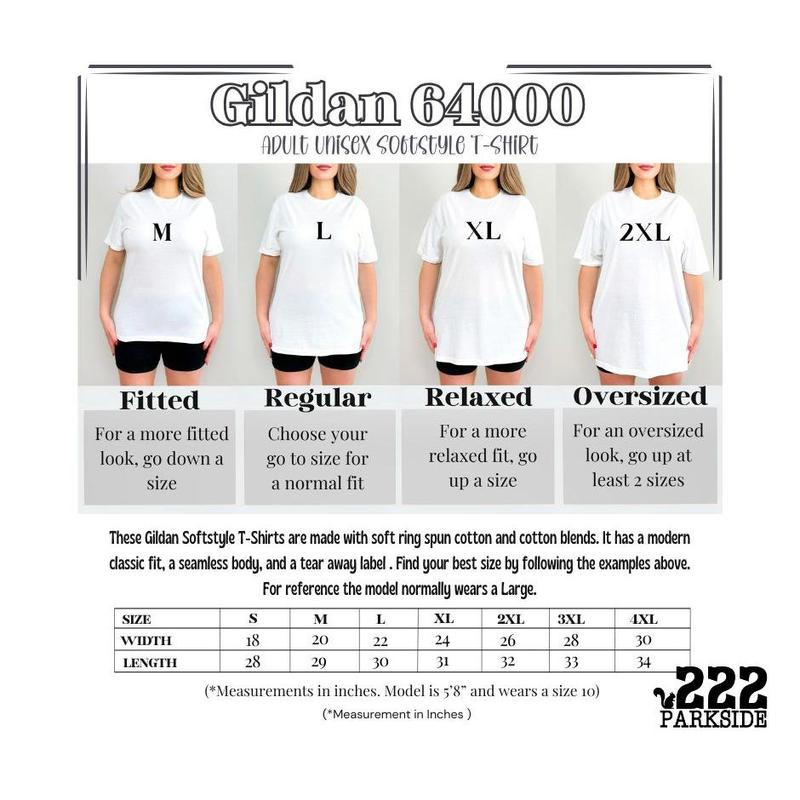 Gildan 64000
ADULT UNISEX SOFTSTYLE T-SHIRT
M L XL 2XL
Fitted Regular Relaxed Oversized
For a more fitted
look, go down a
size
Choose your
go to size for
a normal fit
For a more
relaxed fit, go
up a size
For an oversized
look, go up at
least 2 sizes
These Gildan Softstyle T-Shirts are made with soft ring spun cotton and cotton blends. It has a modern
classic fit, a seamless body, and a tear away label . Find your best size by following the examples above.
For reference the model normally wears a Large.
SIZE S M L XL 2XL 3XL 4XL
WIDTH 18 20 22 24 26 28 30
LENGTH 28 29 30 31 32 33 34
(*Measurements in inches. Model is 5’8” and wears a size 10)
(*Measurement in Inches )
222
PARKSIDE